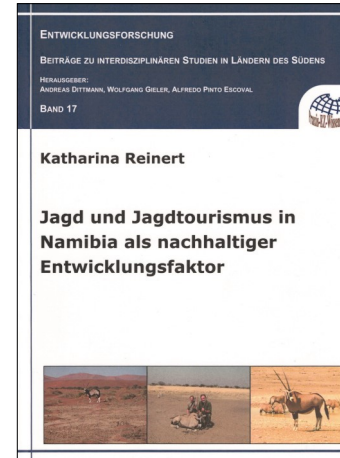 ENTWICKLUNGSFORSCHUNG
BEITRÄGE ZU INTERDISZIPLINÄREN STUDIEN IN LÄNDERN DES SÜDENS
HERAUSGEBER:
ANDREAS DITTMANN, WOLFGANG GIELER, ALFREDO PINTO ESCOVAL
BAND 17
Katharina Reinert
Jagd und Jagdtourismus in
Namibia als nachhaltiger
Entwicklungsfaktor